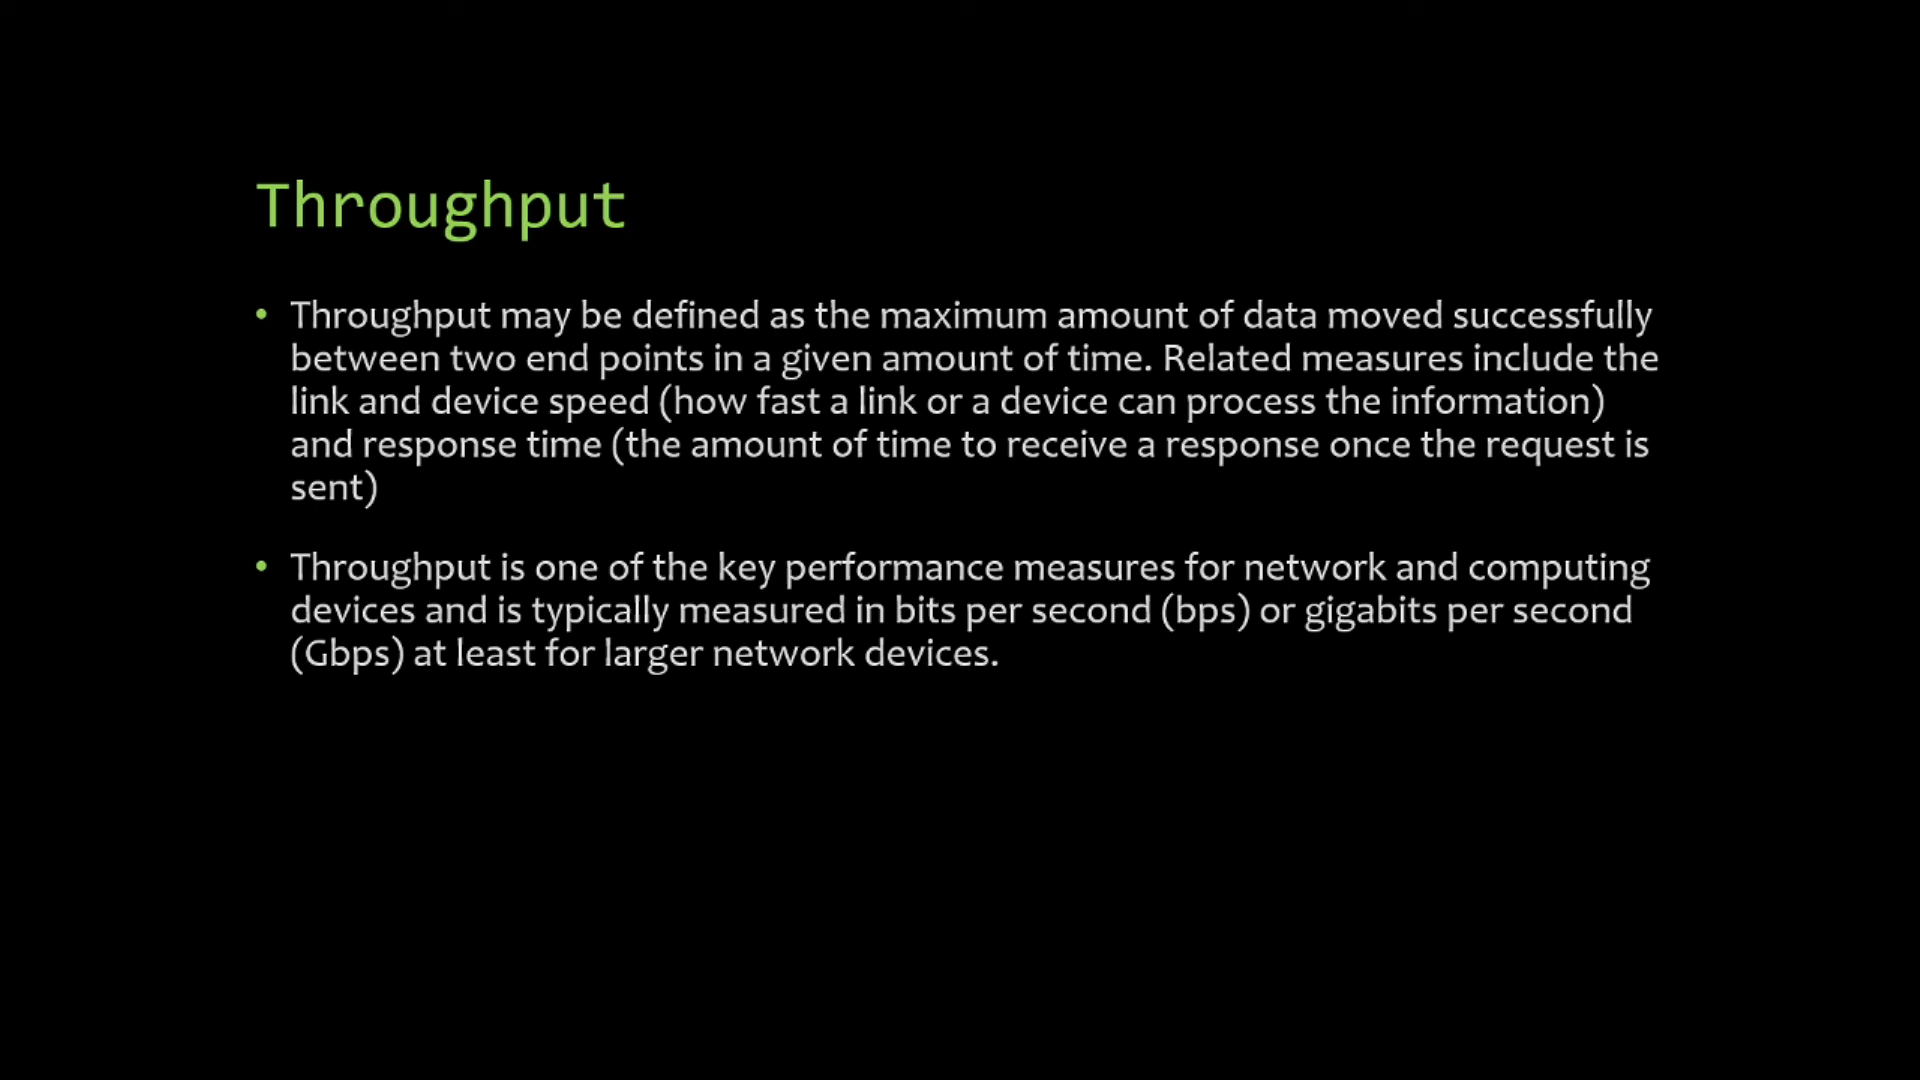 Throughput
• Throughput may be defined as the maximum amount of data moved successfully
between two end points in a given amount of time. Related measures include the
link and device speed (how fast a link or a device can process the information)
and response time (the amount of time to receive a response once the request is
sent)
• Throughput is one of the key performance measures for network and computing
devices and is typically measured in bits per second (bps) or gigabits per second
(Gbps) at least for larger network devices.